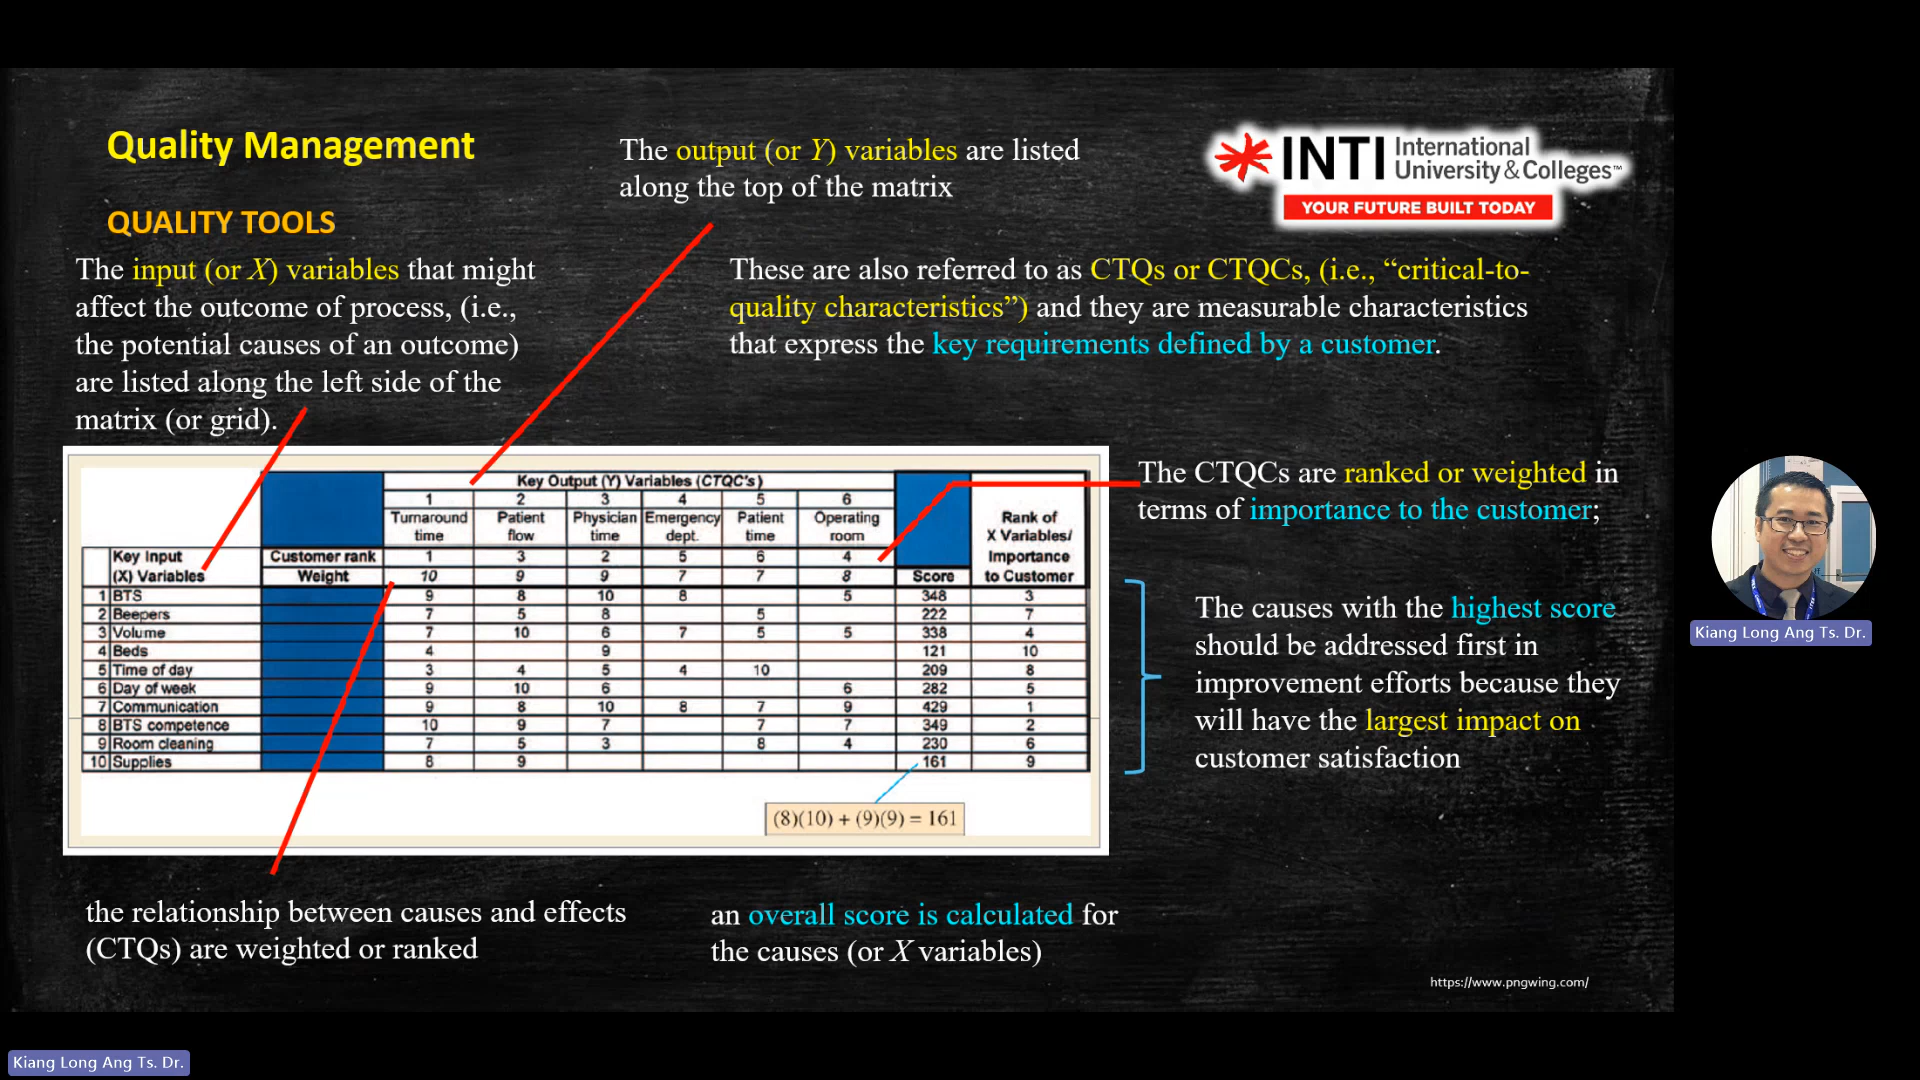 Quality Management
QUALITY TOOLS
The output (or Y) variables are listed
along the top of the matrix
INTI International
University & Colleges™
YOUR FUTURE BUILT TODAY
The input (or X) variables that might
affect the outcome of process, (i.e.,
the potential causes of an outcome)
are listed along the left side of the
matrix (or grid).
These are also referred to as CTQs or CTQCs, (i.e., “critical-to-
quality characteristics”) and they are measurable characteristics
that express the key requirements defined by a customer.
Key Output (Y) Variables (CTQC's)
1 2 3 4 5 6
Turnaround time Patient flow Physician time Emergency dept. Patient time Operating room Rank of X Variables/ Importance to Customer
Key Input (X) Variables Customer rank 1 3 2 5 6 4
Weight 10 9 9 7 7 8 Score
1 BTS 9 8 10 8 5 348 3
2 Beepers 7 5 8 5 222 7
3 Volume 7 10 6 7 5 5 338 4
4 Beds 4 9 121 10
5 Time of day 3 4 5 4 10 209 8
6 Day of week 9 10 6 6 282 5
7 Communication 9 8 10 8 7 9 429 1
8 BTS competence 10 9 7 7 7 349 2
9 Room cleaning 7 5 3 8 4 230 6
10 Supplies 8 9 161 9
(8)(10) + (9)(9) = 161
The CTQCs are ranked or weighted in
terms of importance to the customer;
The causes with the highest score
should be addressed first in
improvement efforts because they
will have the largest impact on
customer satisfaction
the relationship between causes and effects
(CTQs) are weighted or ranked
an overall score is calculated for
the causes (or X variables)
https://www.pngwing.com/
Kiang Long Ang Ts. Dr.
Kiang Long Ang Ts. Dr.